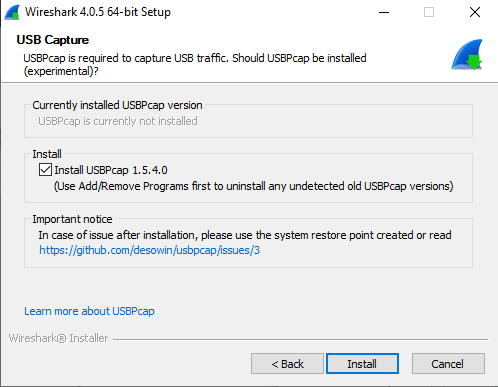 Wireshark 4.0.5 64-bit Setup
USB Capture
USBPcap is required to capture USB traffic. Should USBPcap be installed
(experimental)?
Currently installed USBPcap version
USBPcap is currently not installed
Install
Install USBPcap 1.5.4.0
(Use Add/Remove Programs first to uninstall any undetected old USBPcap versions)
Important notice
In case of issue after installation, please use the system restore point created or read
https://github.com/desowin/usbpcap/issues/3
Learn more about USBPcap
Wireshark® Installer
< Back
Install
Cancel